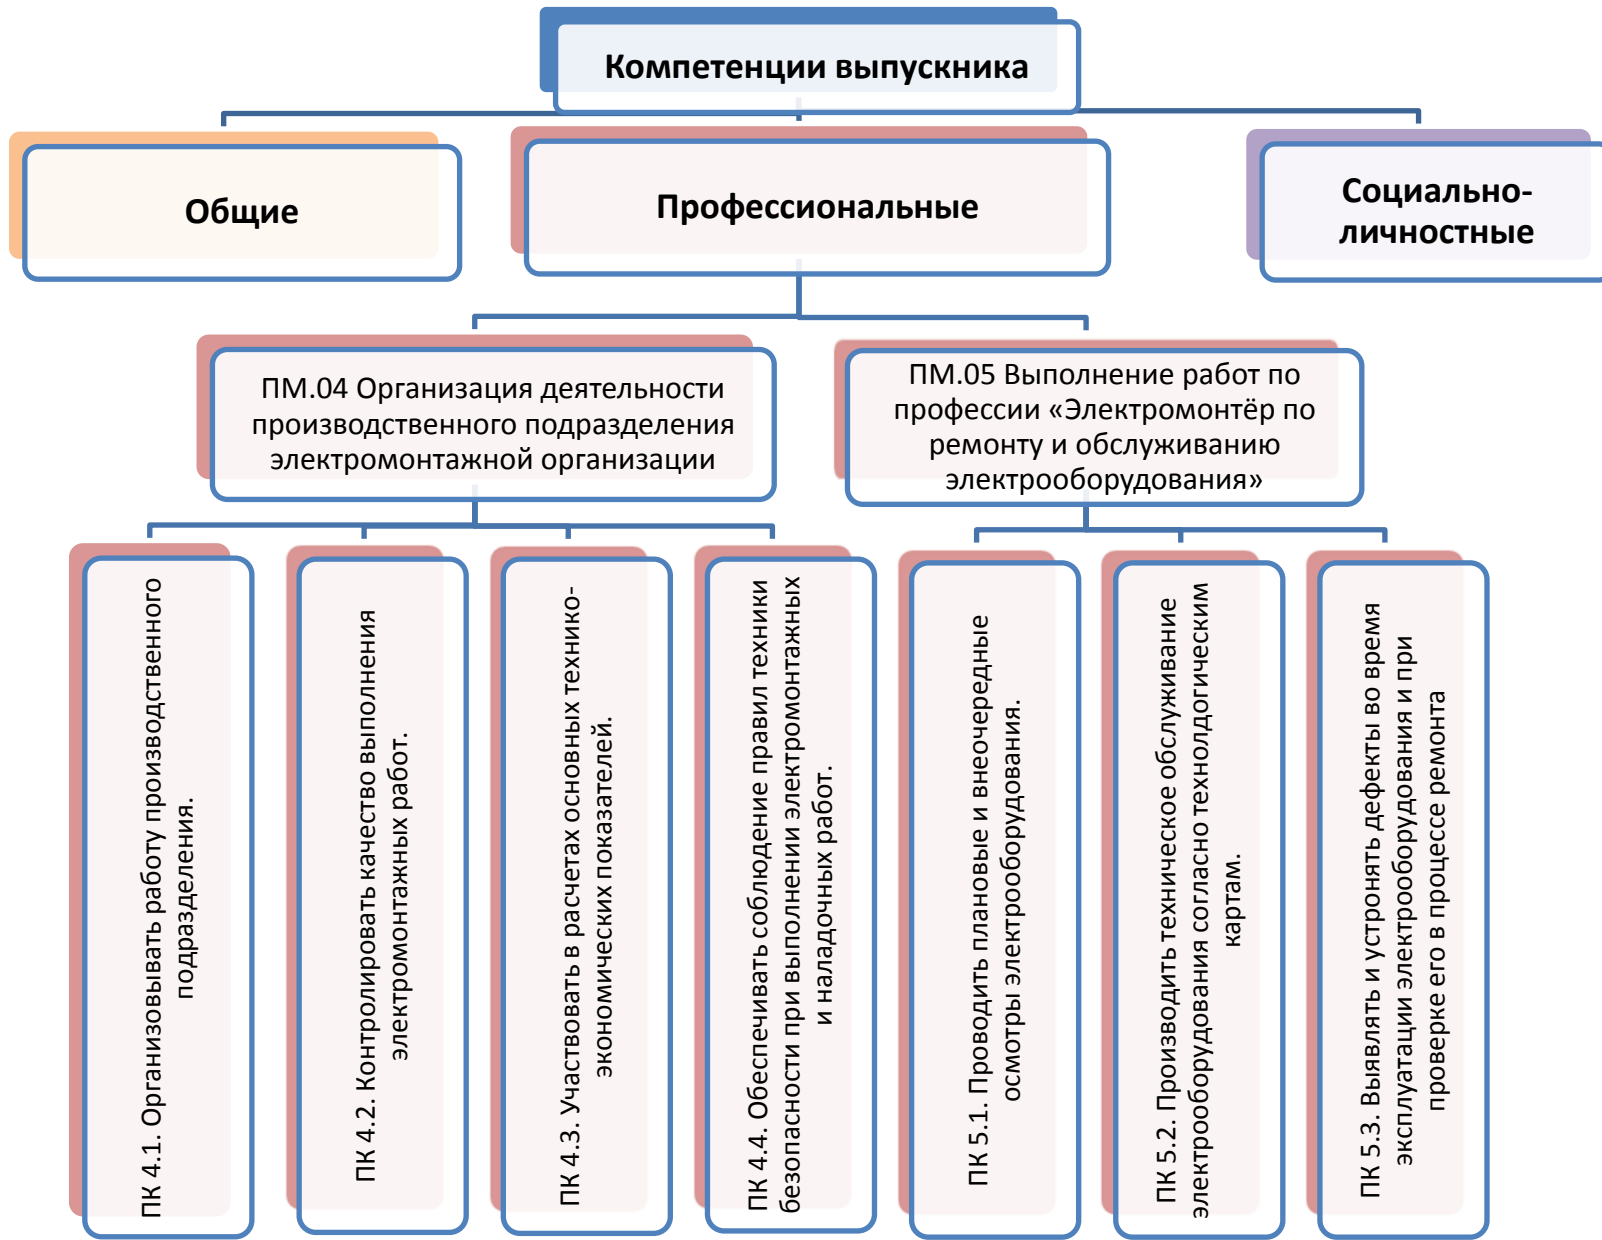 Компетенции выпускника
Общие
Профессиональные
Социально-
личностные
ПМ.04 Организация деятельности
производственного подразделения
электромонтажной организации
ПМ.05 Выполнение работ по
профессии «Электромонтёр по
ремонту и обслуживанию
электрооборудования»
ПК 4.1. Организовывать работу производственного
подразделения.
ПК 4.2. Контролировать качество выполнения
электромонтажных работ.
ПК 4.3. Участвовать в расчетах основных технико-
экономических показателей.
ПК 4.4. Обеспечивать соблюдение правил техники
безопасности при выполнении электромонтажных
и наладочных работ.
ПК 5.1. Проводить плановые и внеочередные
осмотры электрооборудования.
ПК 5.2. Производить техническое обслуживание
электрооборудования согласно технолдогическим
картам.
ПК 5.3. Выявлять и устронять дефекты во время
эксплуатации электрооборудования и при
проверке его в процессе ремонта